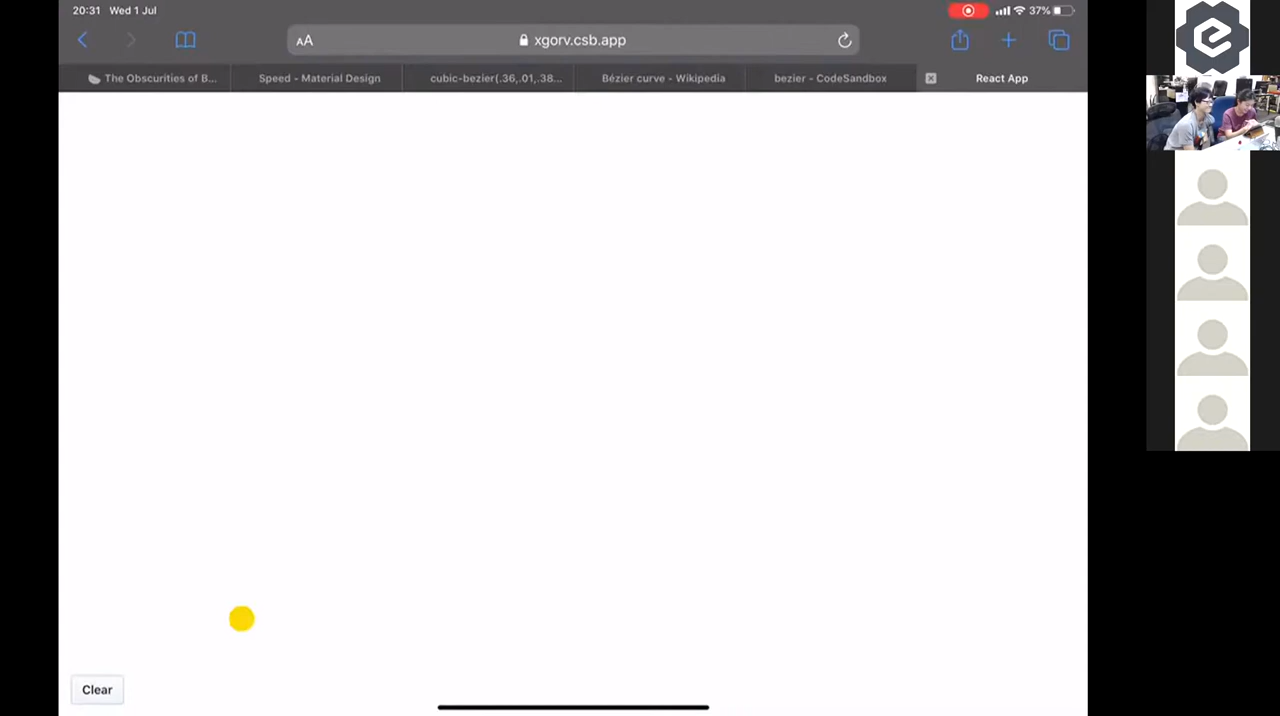 20:31 Wed 1 Jul
37%
AA
xgorv.csb.app
The Obscurities of B...
Speed - Material Design
cubic-bezier(.36,.01,.38...
Bézier curve - Wikipedia
bezier - CodeSandbox
React App
Clear